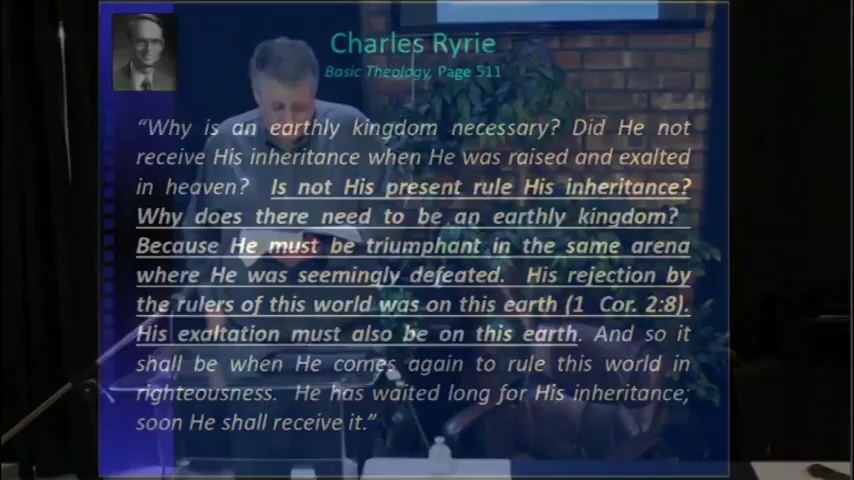 Charles Ryrie
Basic Theology, Page 511
“Why is an earthly kingdom necessary? Did He not
receive His inheritance when He was raised and exalted
in heaven? Is not His present rule His inheritance?
Why does there need to be an earthly kingdom?
Because He must be triumphant in the same arena
where He was seemingly defeated. His rejection by
the rulers of this world was on this earth (1 Cor. 2:8).
His exaltation must also be on this earth. And so it
shall be when He comes again to rule this world in
righteousness. He has waited long for His inheritance;
soon He shall receive it.”